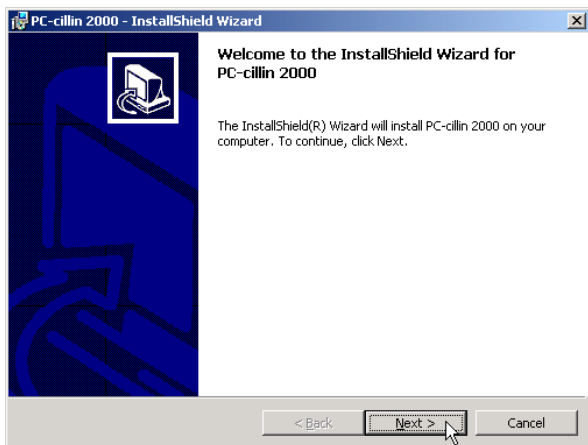 PC-cillin 2000 - InstallShield Wizard
Welcome to the InstallShield Wizard for
PC-cillin 2000
The InstallShield(R) Wizard will install PC-cillin 2000 on your
computer. To continue, click Next.
< Back
Next >
Cancel